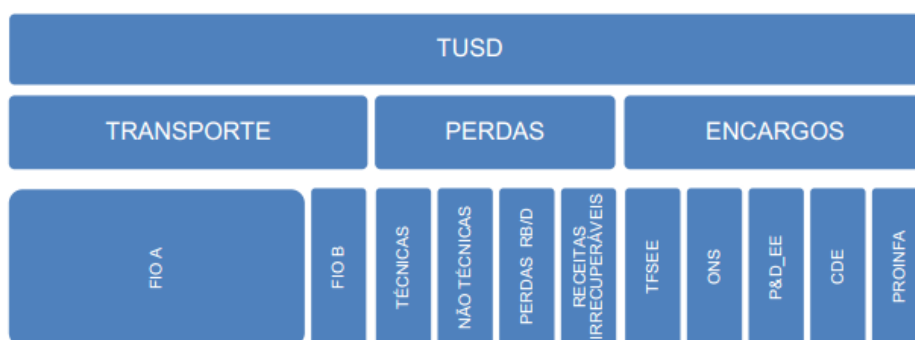 TUSD
TRANSPORTE
PERDAS
ENCARGOS
FIO A
FIO B
TÉCNICAS
NÃO TÉCNICAS
PERDAS RB/D
RECEITAS
IRRECUPERÁVEIS
TFSEE
ONS
P&D_EE
CDE
PROINFA